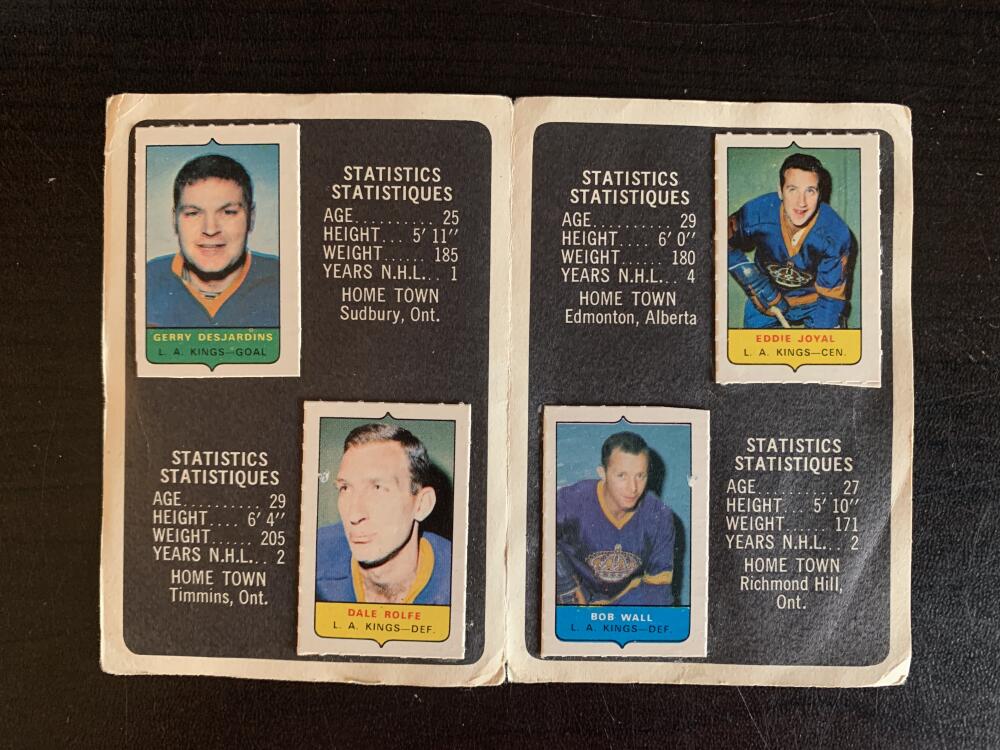 GERRY DESJARDINS
L. A. KINGS—GOAL
STATISTICS
STATISTIQUES
AGE.......... 25
HEIGHT... 5' 11"
WEIGHT...... 185
YEARS N.H.L.. 1
HOME TOWN
Sudbury, Ont.
STATISTICS
STATISTIQUES
AGE........... 29
HEIGHT.... 6' 4"
WEIGHT...... 205
YEARS N.H.L.. 2
HOME TOWN
Timmins, Ont.
DALE ROLFE
L. A. KINGS—DEF.
STATISTICS
STATISTIQUES
AGE.......... 29
HEIGHT.... 6' 0"
WEIGHT...... 180
YEARS N.H.L.. 4
HOME TOWN
Edmonton, Alberta
EDDIE JOYAL
L. A. KINGS—CEN.
BOB WALL
L. A. KINGS—DEF.
STATISTICS
STATISTIQUES
AGE.......... 27
HEIGHT... 5' 10"
WEIGHT...... 171
YEARS N.H.L.. 2
HOME TOWN
Richmond Hill,
Ont.